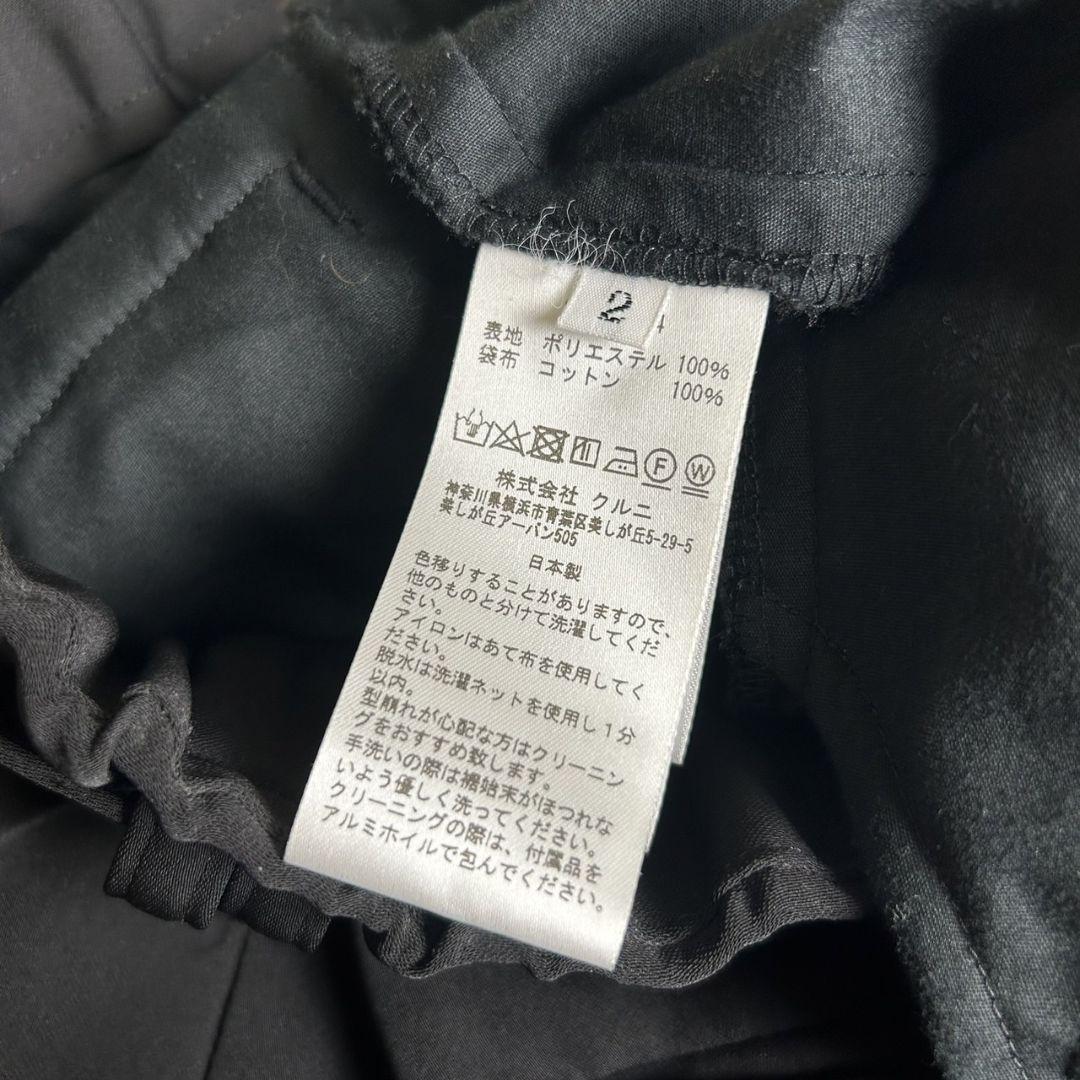 2
4
表地 ポリエステル 100%
袋布 コットン 100%
F W
株式会社 クルニ
神奈川県横浜市青葉区美しが丘5-29-5
美しが丘アーバン505
日本製
色移りすることがありますので、
他のものと分けて洗濯してくだ
さい。
アイロンはあて布を使用してく
ださい。
脱水は洗濯ネットを使用し1分
以内。
型崩れが心配な方はクリーニン
グをおすすめ致します。
手洗いの際は裾始末がほつれな
いよう優しく洗ってください。
クリーニングの際は、付属品を
アルミホイルで包んでください。